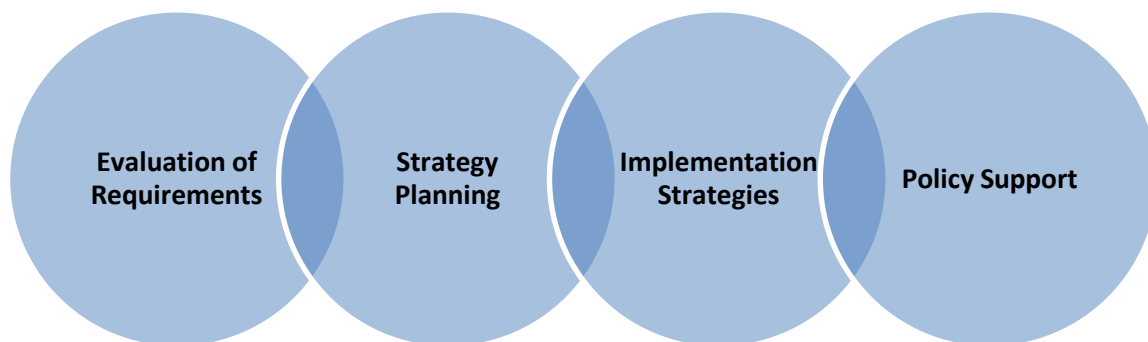 Evaluation of
Requirements
Strategy
Planning
Implementation
Strategies
Policy Support